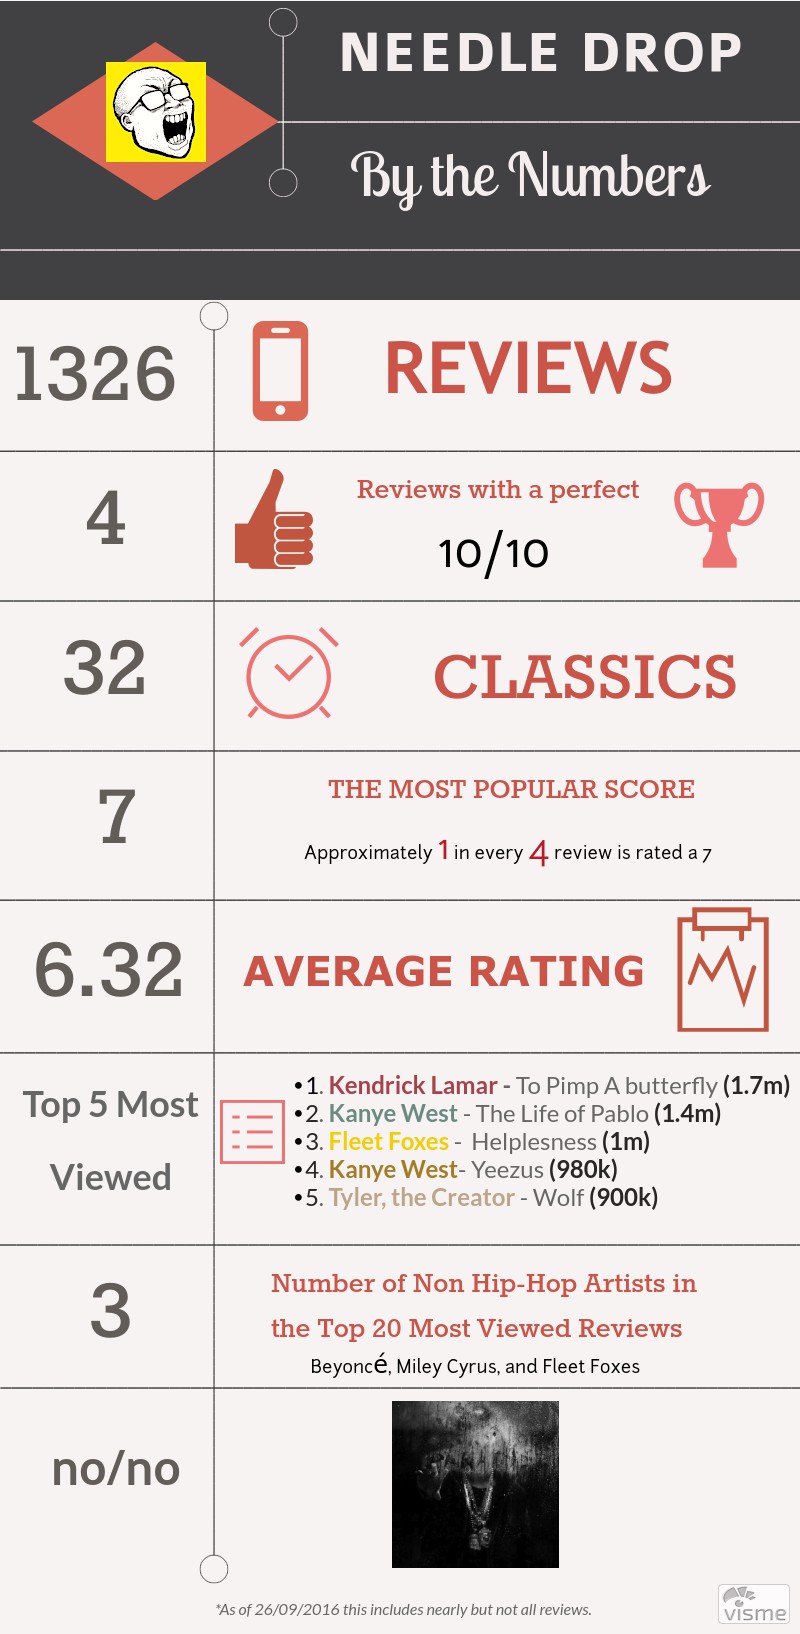 NEEDLE DROP
By the Numbers
1326
REVIEWS
4
Reviews with a perfect
10/10
32
CLASSICS
7
THE MOST POPULAR SCORE
Approximately 1 in every 4 review is rated a 7
6.32
AVERAGE RATING
Top 5 Most
Viewed
•1. Kendrick Lamar - To Pimp A butterfly (1.7m)
•2. Kanye West - The Life of Pablo (1.4m)
•3. Fleet Foxes - Helplesness (1m)
•4. Kanye West- Yeezus (980k)
•5. Tyler, the Creator - Wolf (900k)
3
Number of Non Hip-Hop Artists in
the Top 20 Most Viewed Reviews
Beyoncé, Miley Cyrus, and Fleet Foxes
no/no
*As of 26/09/2016 this includes nearly but not all reviews.
visme